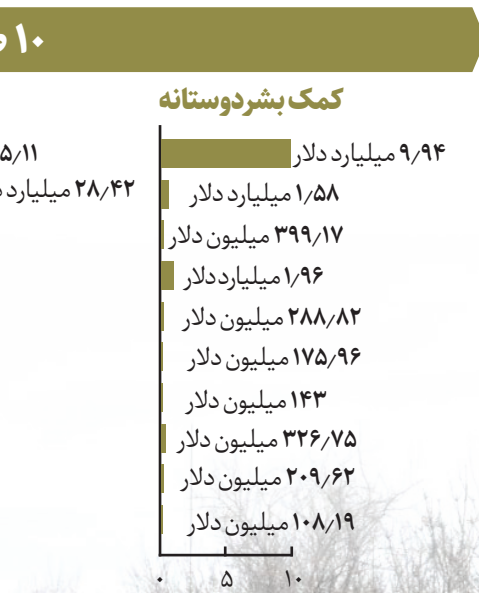 ۱۰
کمک بشردوستانه
۹٫۹۴ میلیارد دلار
۱٫۵۸ میلیارد دلار
۳۹۹٫۱۷ میلیون دلار
۱٫۹۶ میلیارددلار
۲۸۸٫۸۲ میلیون دلار
۱۷۵٫۹۶ میلیون دلار
۱۴۳ میلیون دلار
۳۲۶٫۷۵ میلیون دلار
۲۰۹٫۶۲ میلیون دلار
۱۰۸٫۱۹ میلیون دلار
۰ ۵ ۱۰
۵٫۱۱
۲۸٫۴۲ میلیارد